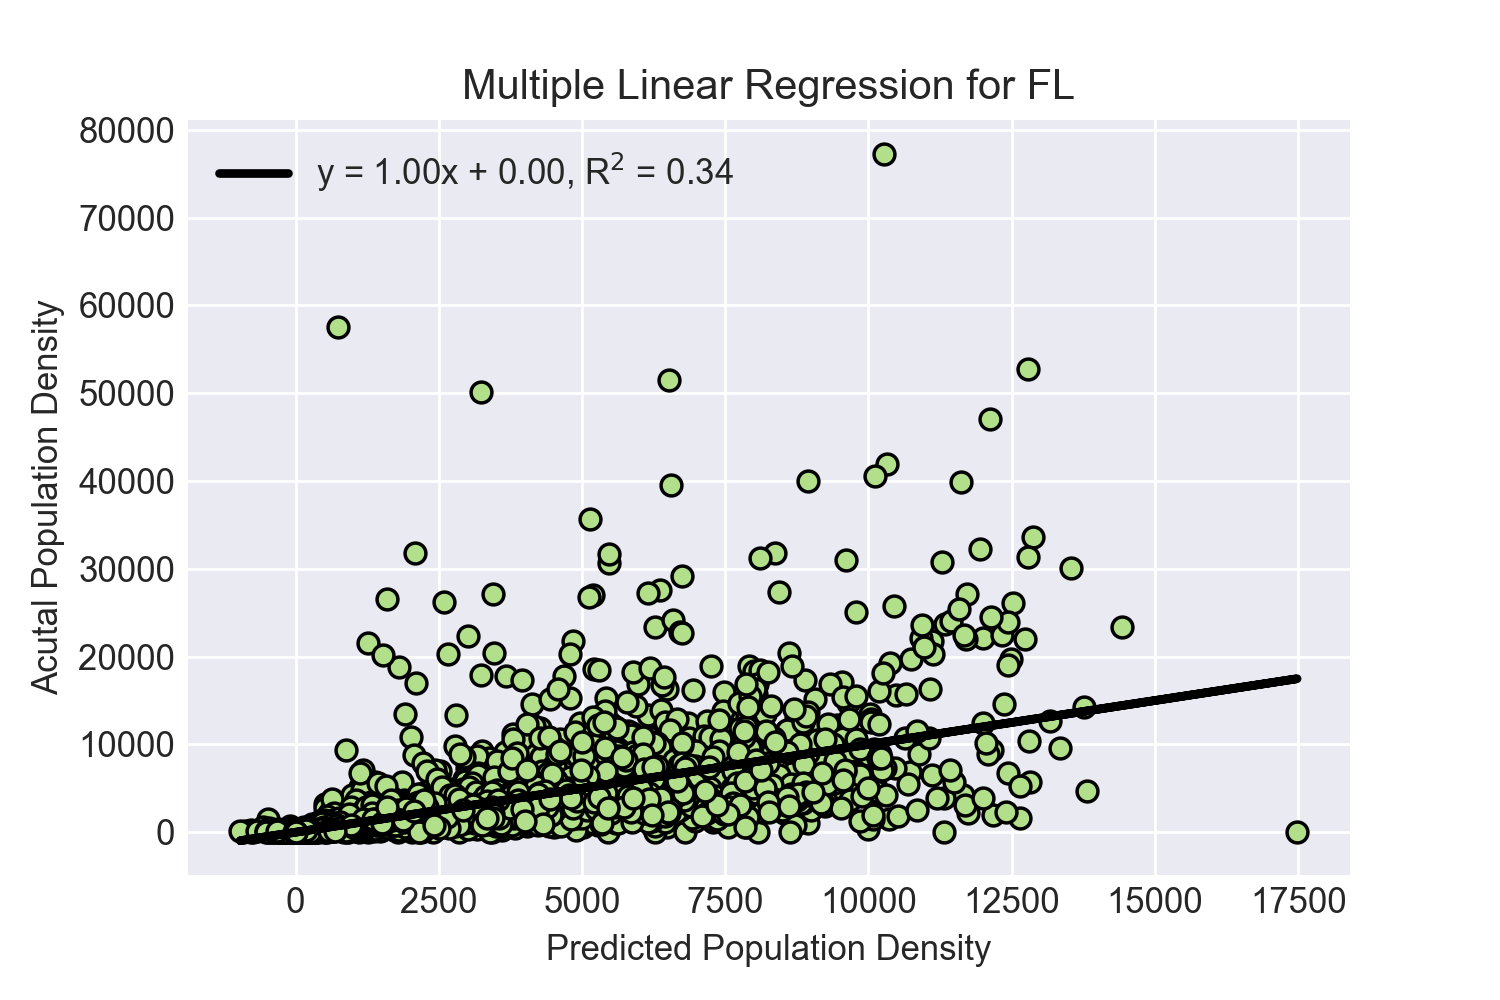 Multiple Linear Regression for FL
y = 1.00x + 0.00, R² = 0.34
Acutal Population Density
80000
70000
60000
50000
40000
30000
20000
10000
0
0 2500 5000 7500 10000 12500 15000 17500
Predicted Population Density